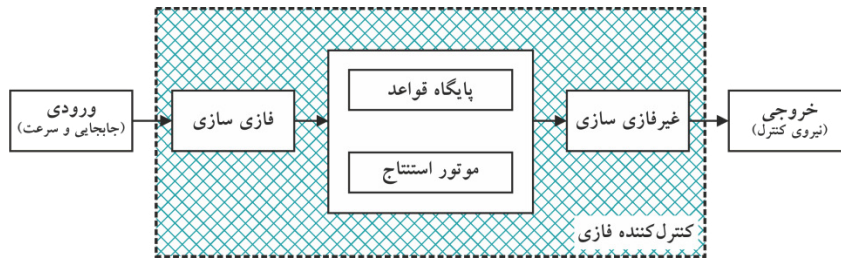 ورودی
(جابجایی و سرعت)
فازی سازی
پایگاه قواعد
موتور استنتاج
غیرفازی سازی
خروجی
(نیروی کنترل)
کنترل‌کننده فازی